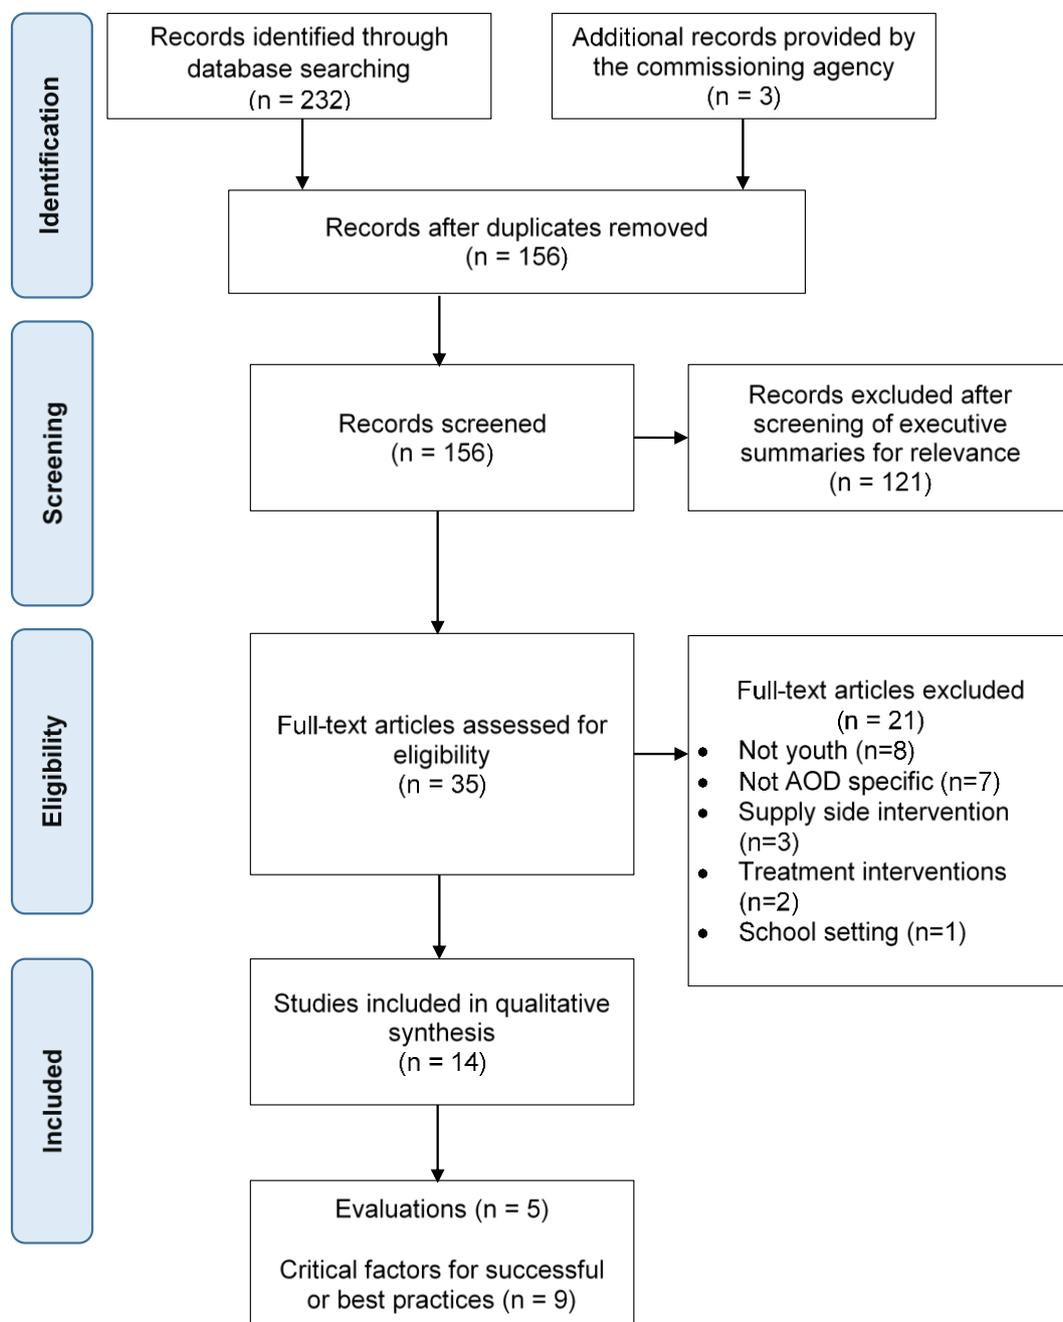 Identification
Records identified through
database searching
(n = 232)
Additional records provided by
the commissioning agency
(n = 3)
Records after duplicates removed
(n = 156)
Screening
Records screened
(n = 156)
Records excluded after
screening of executive
summaries for relevance
(n = 121)
Eligibility
Full-text articles assessed for
eligibility
(n = 35)
Full-text articles excluded
(n = 21)
• Not youth (n=8)
• Not AOD specific (n=7)
• Supply side intervention
(n=3)
• Treatment interventions
(n=2)
• School setting (n=1)
Included
Studies included in qualitative
synthesis
(n = 14)
Evaluations (n = 5)
Critical factors for successful
or best practices (n = 9)